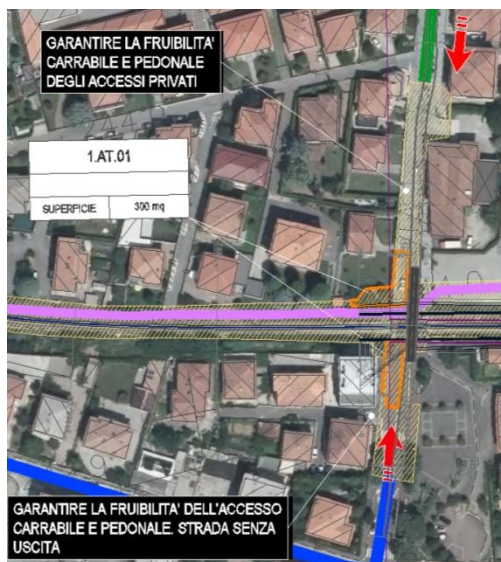 GARANTIRE LA FRUIBILITA'
CARRABILE E PEDONALE
DEGLI ACCESSI PRIVATI
1.AT.01
SUPERFICIE 300 mq
GARANTIRE LA FRUIBILITA' DELL'ACCESSO
CARRABILE E PEDONALE. STRADA SENZA
USCITA